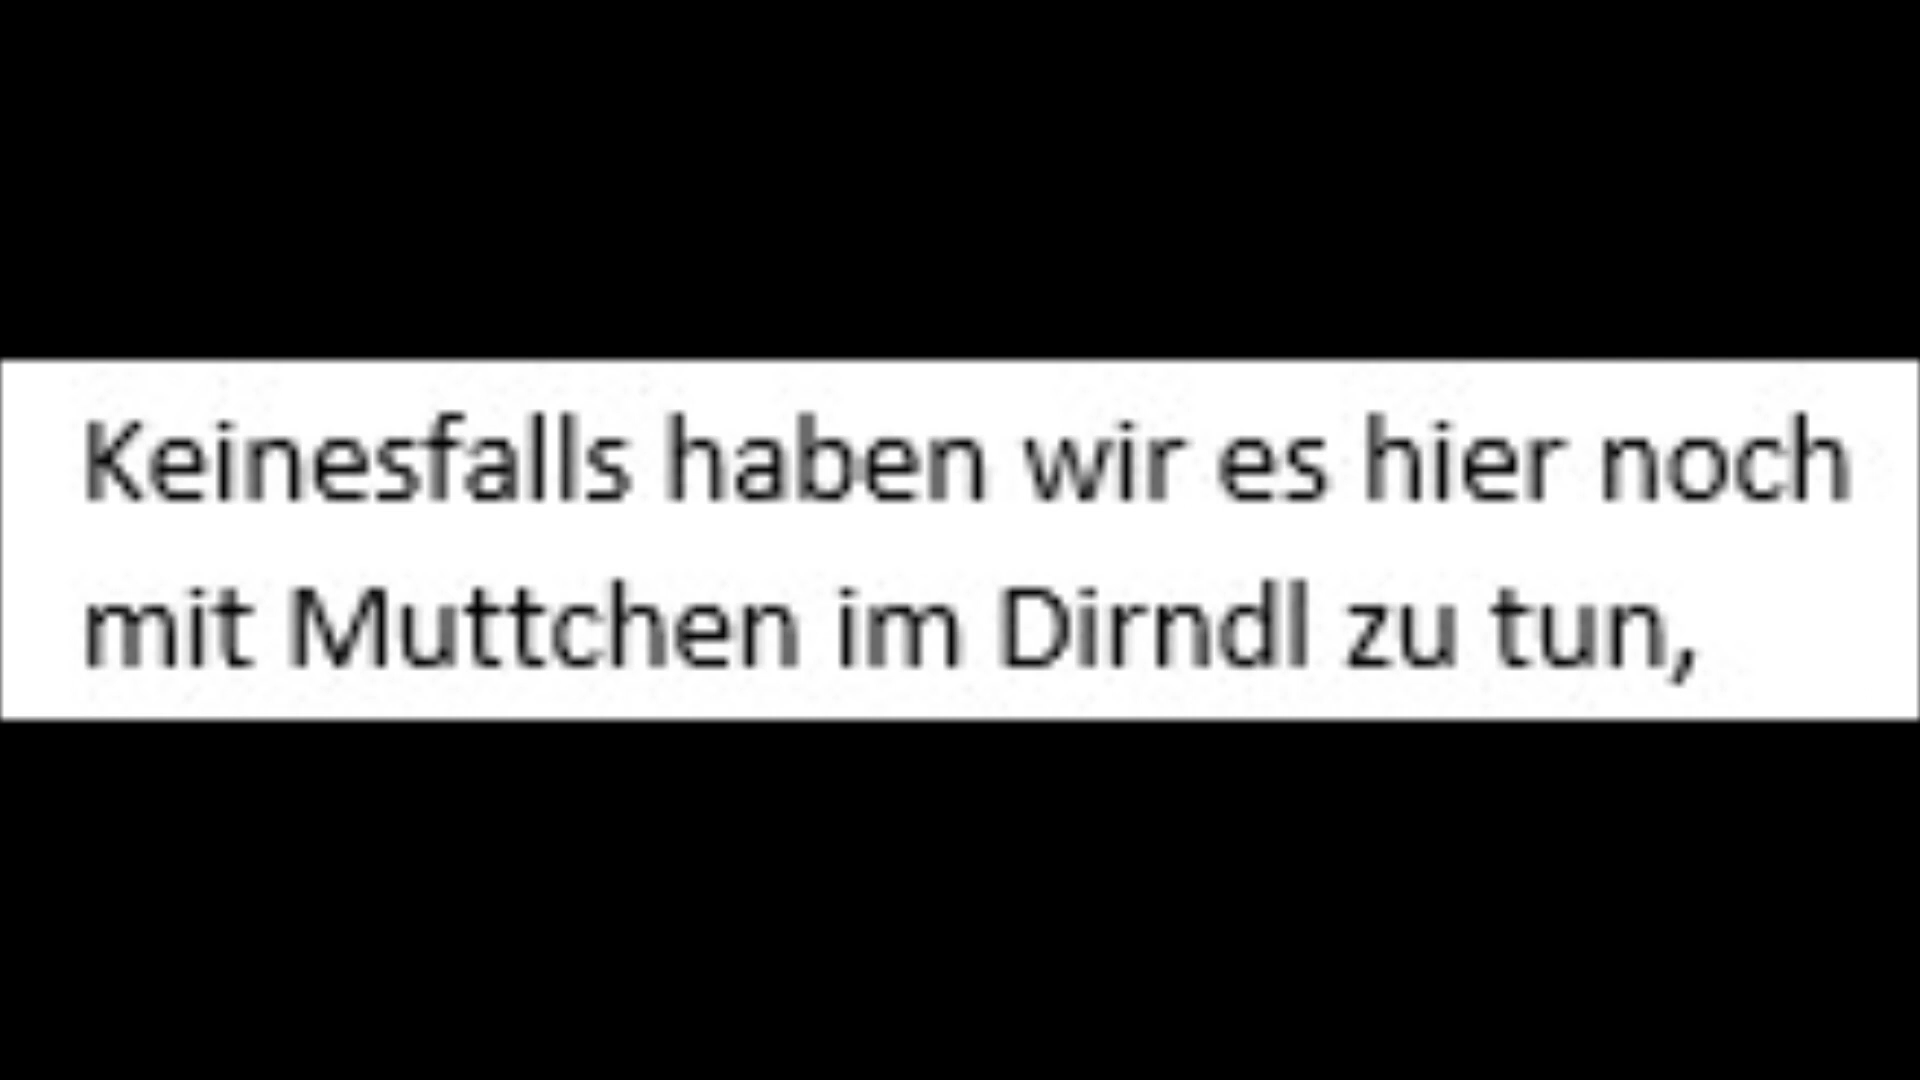 Keinesfalls haben wir es hier noch
mit Muttchen im Dirndl zu tun,